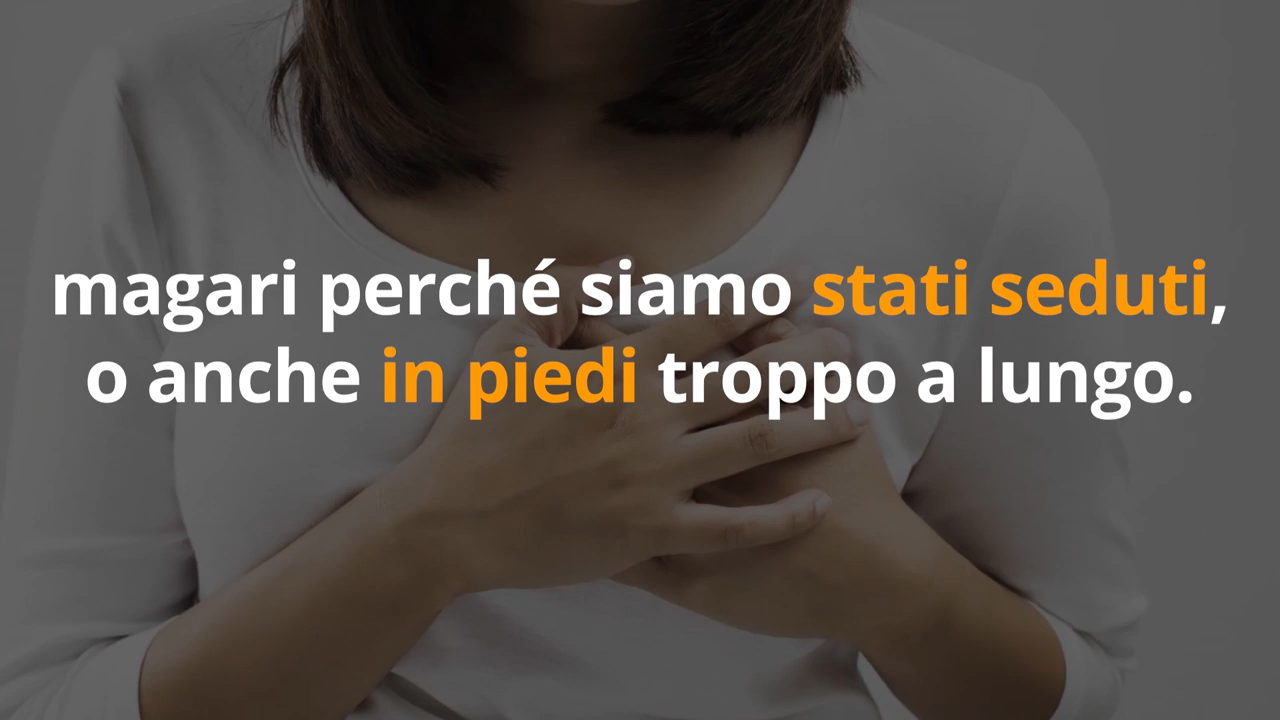 magari perché siamo stati seduti,
o anche in piedi troppo a lungo.